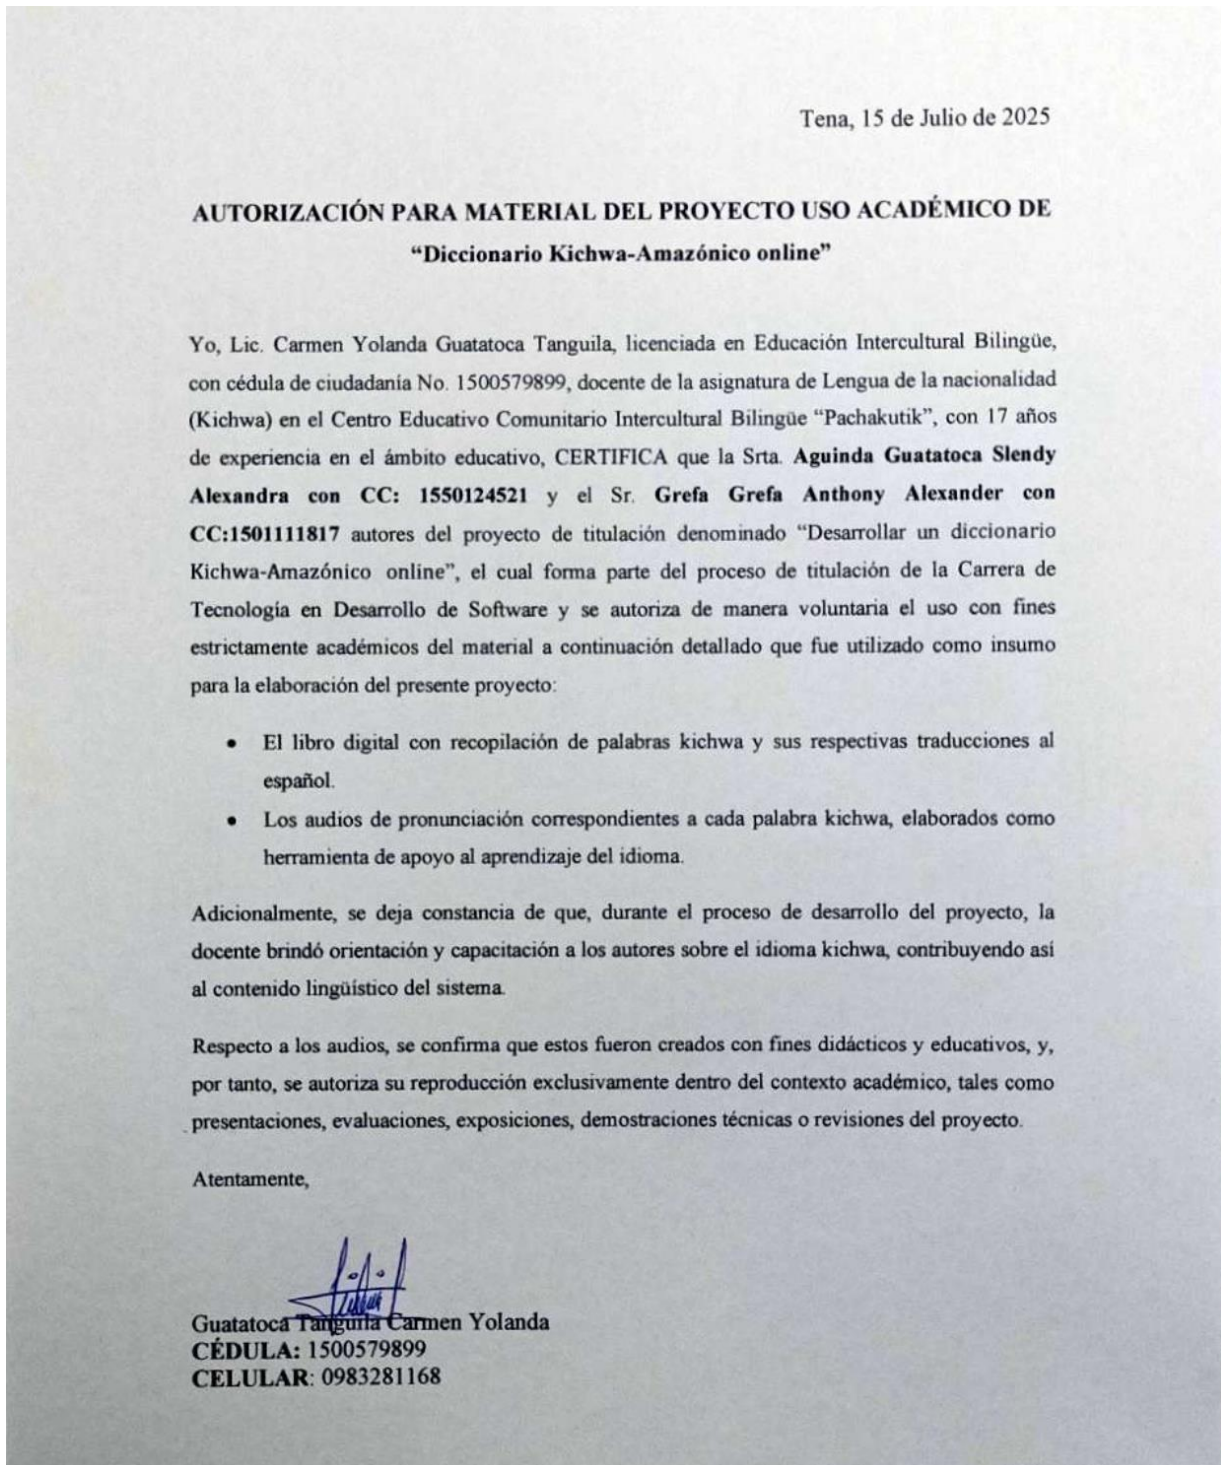 Tena, 15 de Julio de 2025
AUTORIZACIÓN PARA MATERIAL DEL PROYECTO USO ACADÉMICO DE
“Diccionario Kichwa-Amazónico online”
Yo, Lic. Carmen Yolanda Guatatoca Tanguila, licenciada en Educación Intercultural Bilingüe,
con cédula de ciudadanía No. 1500579899, docente de la asignatura de Lengua de la nacionalidad
(Kichwa) en el Centro Educativo Comunitario Intercultural Bilingüe “Pachakutik”, con 17 años
de experiencia en el ámbito educativo, CERTIFICA que la Srta. Aguinda Guatatoca Slendy
Alexandra con CC: 1550124521 y el Sr. Grefa Grefa Anthony Alexander con
CC:1501111817 autores del proyecto de titulación denominado “Desarrollar un diccionario
Kichwa-Amazónico online”, el cual forma parte del proceso de titulación de la Carrera de
Tecnología en Desarrollo de Software y se autoriza de manera voluntaria el uso con fines
estrictamente académicos del material a continuación detallado que fue utilizado como insumo
para la elaboración del presente proyecto:
• El libro digital con recopilación de palabras kichwa y sus respectivas traducciones al
español.
• Los audios de pronunciación correspondientes a cada palabra kichwa, elaborados como
herramienta de apoyo al aprendizaje del idioma.
Adicionalmente, se deja constancia de que, durante el proceso de desarrollo del proyecto, la
docente brindó orientación y capacitación a los autores sobre el idioma kichwa, contribuyendo así
al contenido lingüístico del sistema.
Respecto a los audios, se confirma que estos fueron creados con fines didácticos y educativos, y,
por tanto, se autoriza su reproducción exclusivamente dentro del contexto académico, tales como
presentaciones, evaluaciones, exposiciones, demostraciones técnicas o revisiones del proyecto.
Atentamente,
Guatatoca Tanguila Carmen Yolanda
CÉDULA: 1500579899
CELULAR: 0983281168